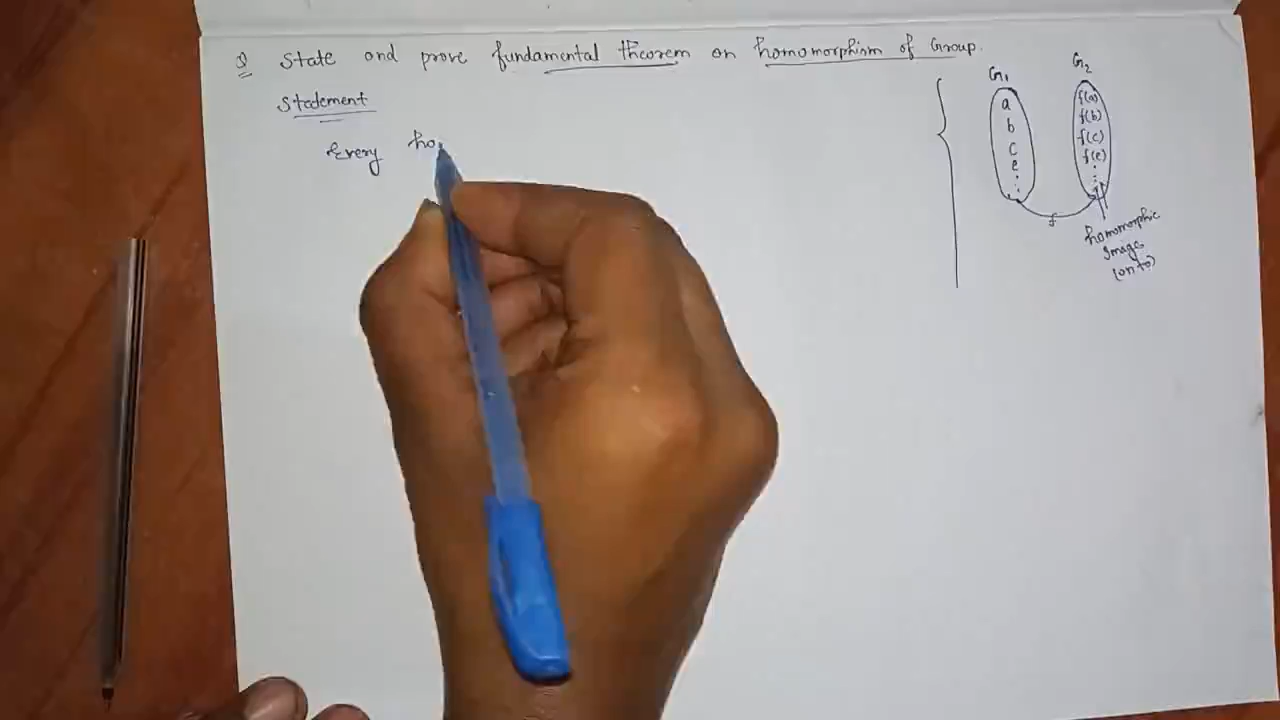 Q State and prove fundamental theorem on homomorphism of Group.
Statement
Every ho
G1 G2
a f(a)
b f(b)
c f(c)
e f(e)
f
homomorphic
Image
(onto)